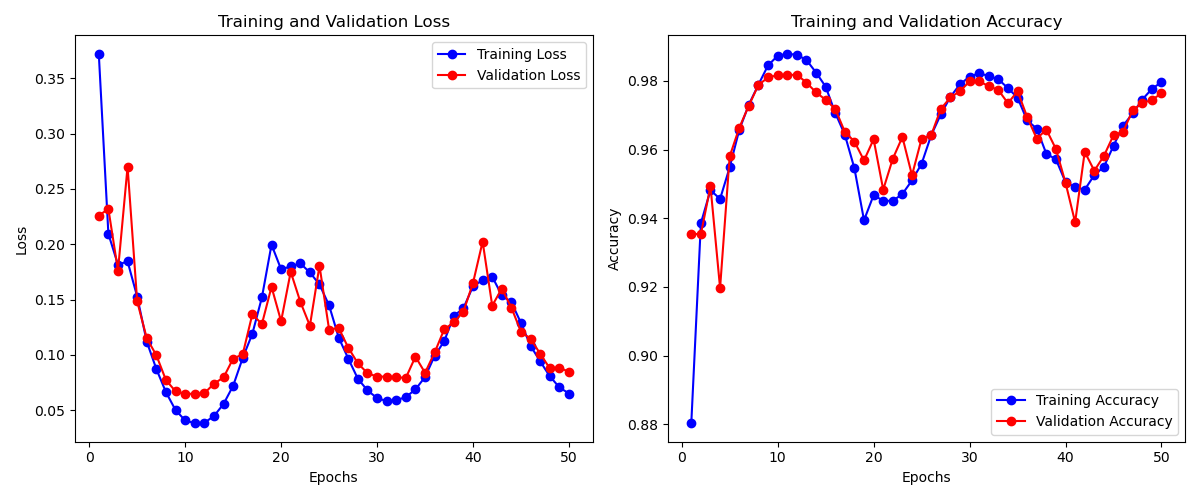 Training and Validation Loss
Training Loss
Validation Loss
Loss
0.35
0.30
0.25
0.20
0.15
0.10
0.05
0 10 20 30 40 50
Epochs
Training and Validation Accuracy
Accuracy
0.98
0.96
0.94
0.92
0.90
0.88
Training Accuracy
Validation Accuracy
0 10 20 30 40 50
Epochs